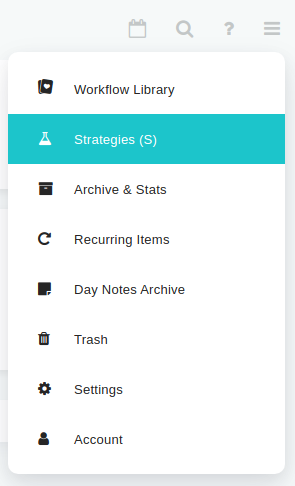 ?
Workflow Library
Strategies (S)
Archive & Stats
Recurring Items
Day Notes Archive
Trash
Settings
Account